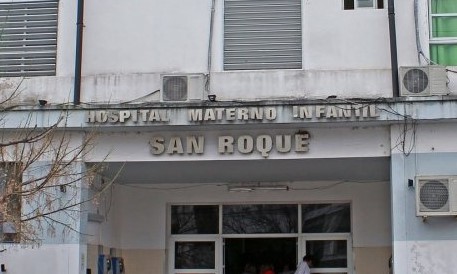 HOSPITAL MATERNO INFANTIL
SAN ROQUE